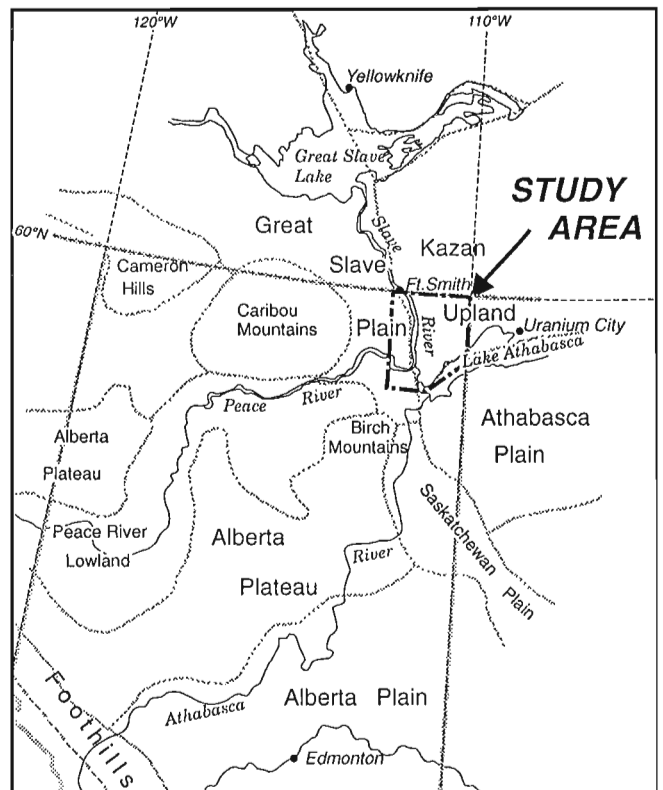 120°W
110°W
Yellowknife
Great Slave
Lake
STUDY
AREA
Great
Slave
Kazan
60°N
Slave
Ft. Smith
Cameron
Hills
Caribou
Mountains
Plain
River
Upland
Uranium City
Lake Athabasca
Peace River
Birch
Mountains
Athabasca
Plain
Alberta
Plateau
Saskatchewan
Plain
Peace River
Lowland
Alberta
Plateau
River
Foothills
Athabasca
Alberta Plain
Edmonton